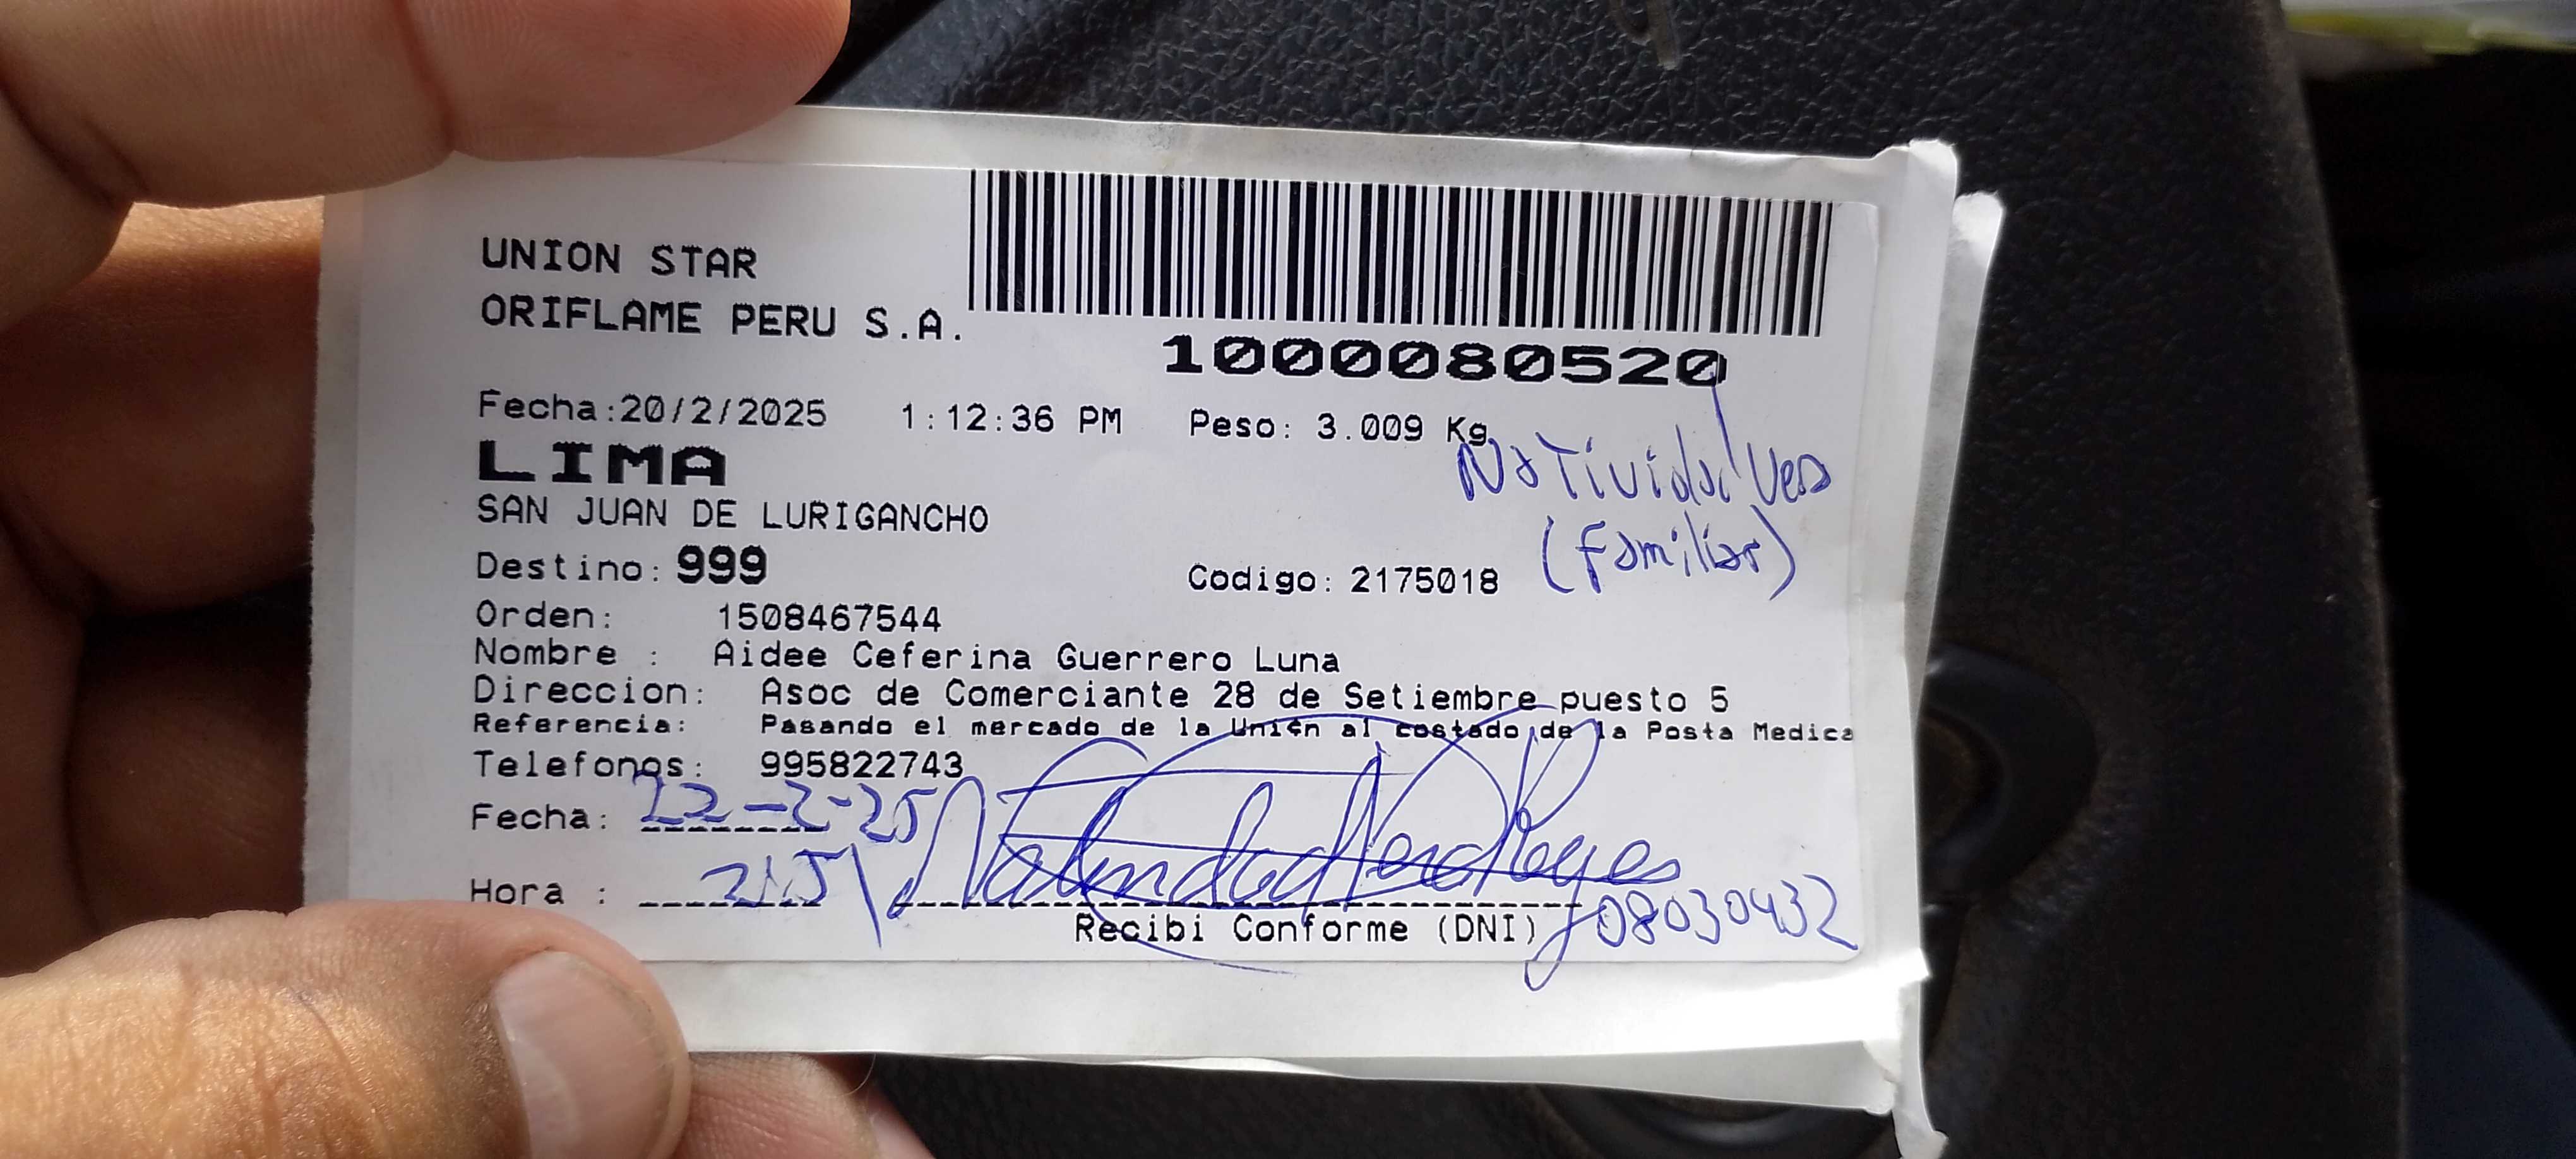 UNION STAR
ORIFLAME PERU S.A.
1000080520
Fecha:20/2/2025 1:12:36 PM Peso: 3.009 Kg.
LIMA
Natividad Vera
SAN JUAN DE LURIGANCHO
(familiar)
Destino: 999 Codigo: 2175018
Orden: 1508467544
Nombre : Aidee Ceferina Guerrero Luna
Direccion: Asoc de Comerciante 28 de Setiembre puesto 5
Referencia: Pasando el mercado de la Unión al costado de la Posta Medica
Telefonos: 995822743
Fecha: 22-2-25
Hora : Natividad Vera Reyes
Recibi Conforme (DNI) 08030432